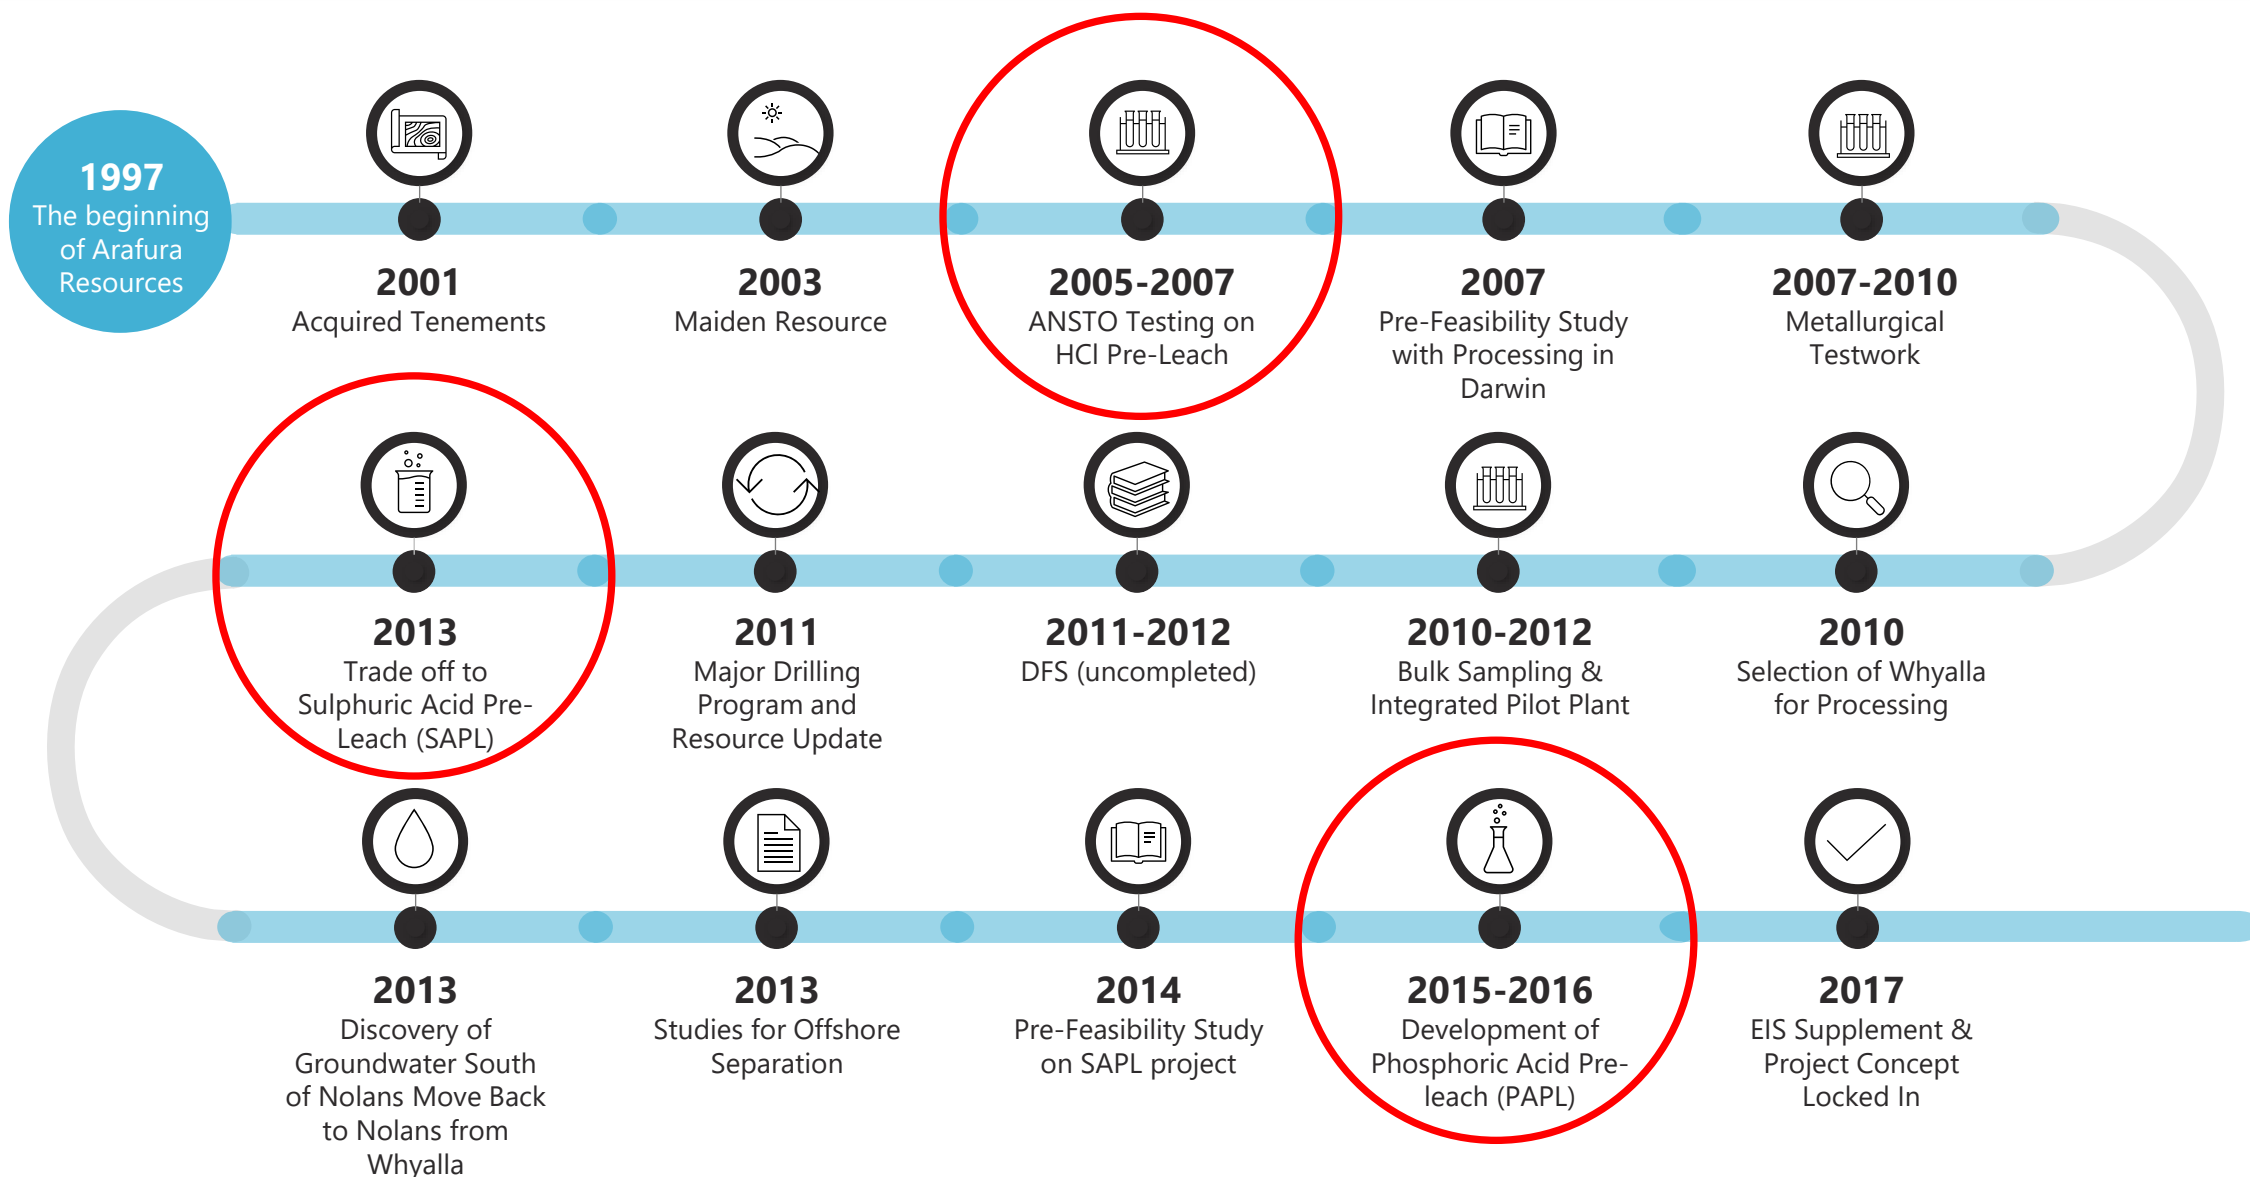 1997
The beginning
of Arafura
Resources
2001
Acquired Tenements
2003
Maiden Resource
2005-2007
ANSTO Testing on
HCl Pre-Leach
2007
Pre-Feasibility Study
with Processing in
Darwin
2007-2010
Metallurgical
Testwork
2013
Trade off to
Sulphuric Acid Pre-
Leach (SAPL)
2011
Major Drilling
Program and
Resource Update
2011-2012
DFS (uncompleted)
2010-2012
Bulk Sampling &
Integrated Pilot Plant
2010
Selection of Whyalla
for Processing
2013
Discovery of
Groundwater South
of Nolans Move Back
to Nolans from
Whyalla
2013
Studies for Offshore
Separation
2014
Pre-Feasibility Study
on SAPL project
2015-2016
Development of
Phosphoric Acid Pre-
leach (PAPL)
2017
EIS Supplement &
Project Concept
Locked In